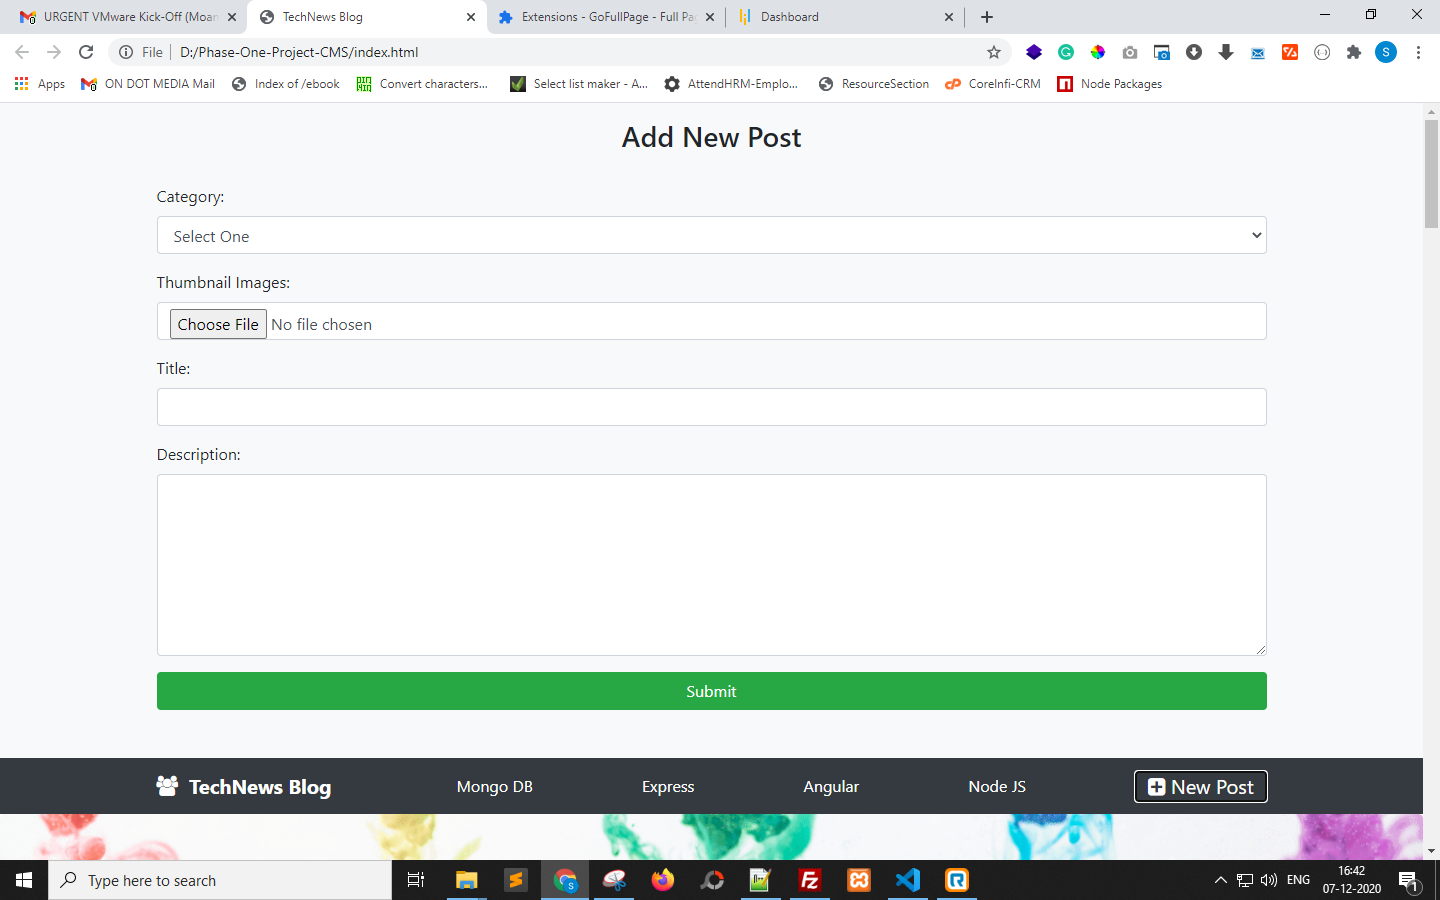 URGENT VMware Kick-Off (Moan
TechNews Blog
Extensions - GoFullPage - Full Pa
Dashboard
File
D:/Phase-One-Project-CMS/index.html
S
Apps
ON DOT MEDIA Mail
Index of /ebook
Convert characters...
Select list maker - A...
AttendHRM-Emplo...
ResourceSection
CoreInfi-CRM
Node Packages
Add New Post
Category:
Select One
Thumbnail Images:
Choose File No file chosen
Title:
Description:
Submit
TechNews Blog
Mongo DB
Express
Angular
Node JS
New Post
Type here to search
ENG
16:42
07-12-2020
1